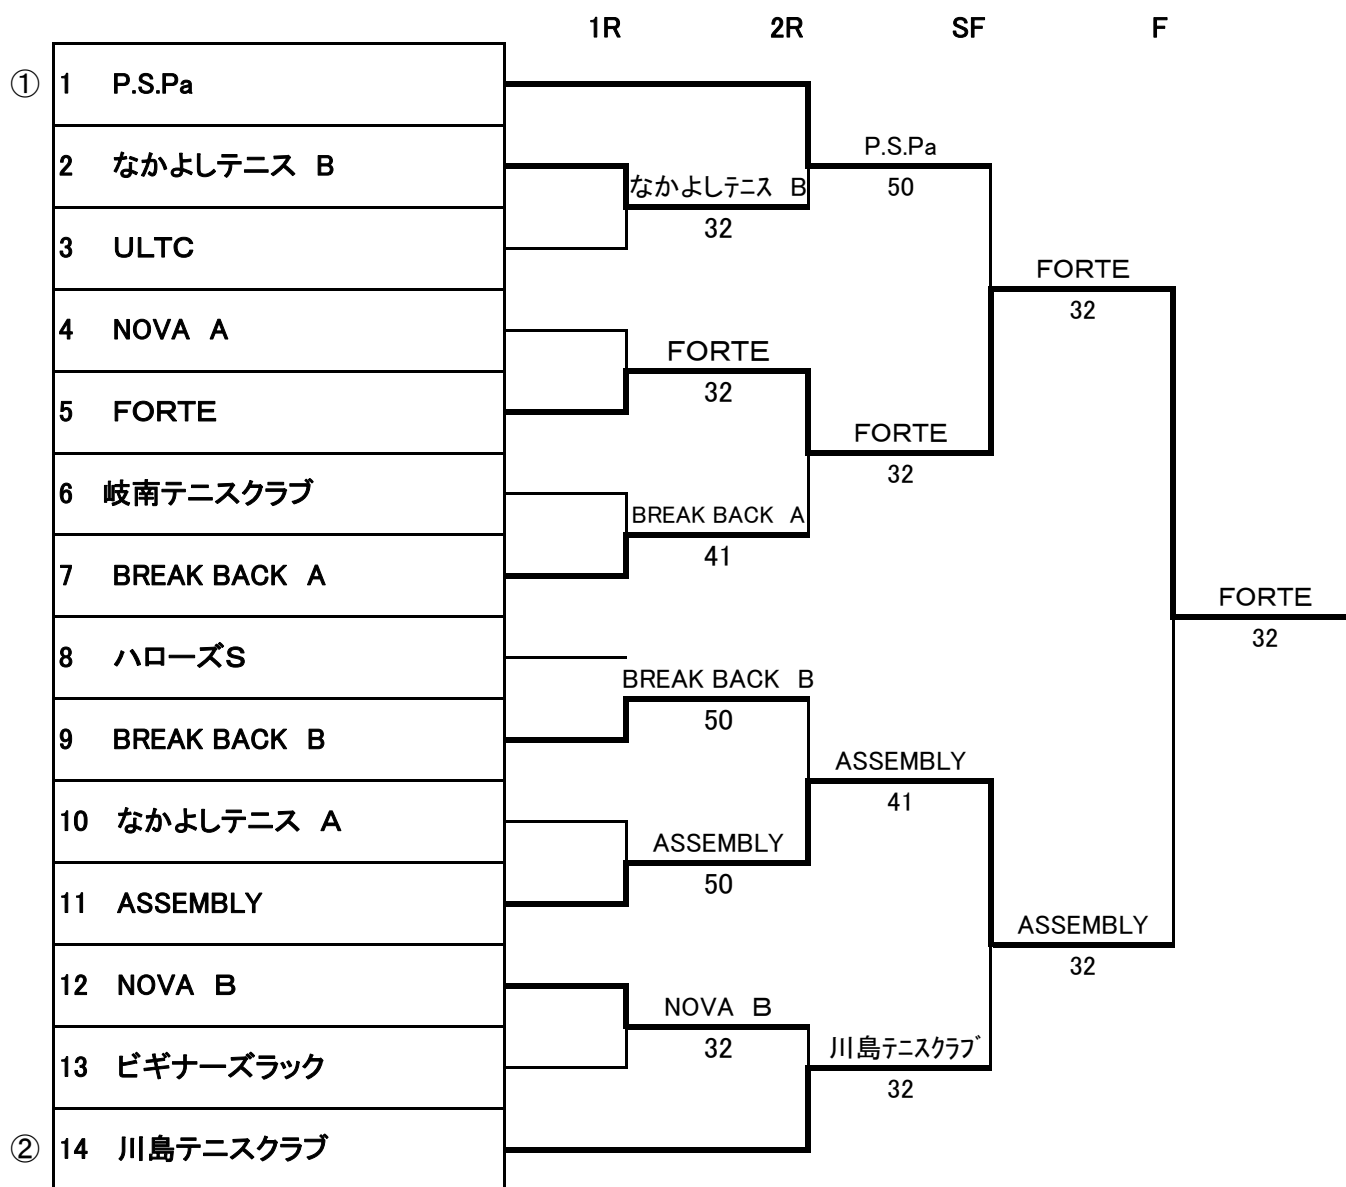 1R 2R SF F
① 1 P.S.Pa
2 なかよしテニス B
3 ULTC
4 NOVA A
5 FORTE
6 岐南テニスクラブ
7 BREAK BACK A
8 ハローズS
9 BREAK BACK B
10 なかよしテニス A
11 ASSEMBLY
12 NOVA B
13 ビギナーズラック
② 14 川島テニスクラブ
なかよしテニス B
32
FORTE
32
BREAK BACK A
41
BREAK BACK B
50
ASSEMBLY
50
NOVA B
32
P.S.Pa
50
FORTE
32
ASSEMBLY
41
川島テニスクラブ
32
FORTE
32
ASSEMBLY
32
FORTE
32